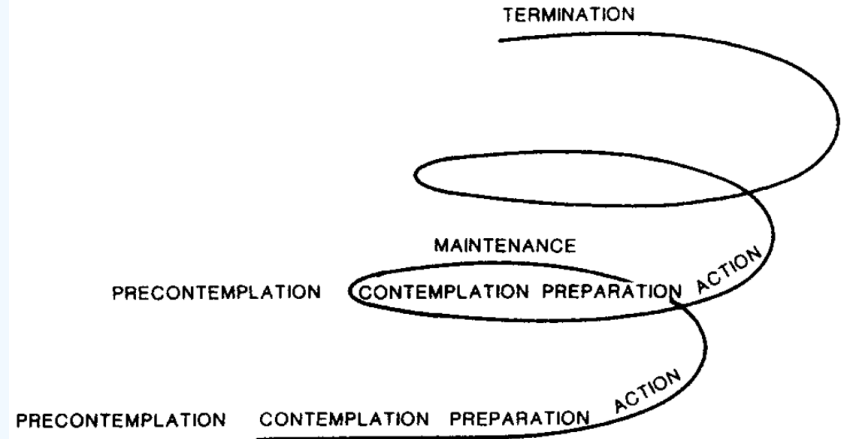 TERMINATION
MAINTENANCE
ACTION
PRECONTEMPLATION CONTEMPLATION PREPARATION
ACTION
PRECONTEMPLATION CONTEMPLATION PREPARATION